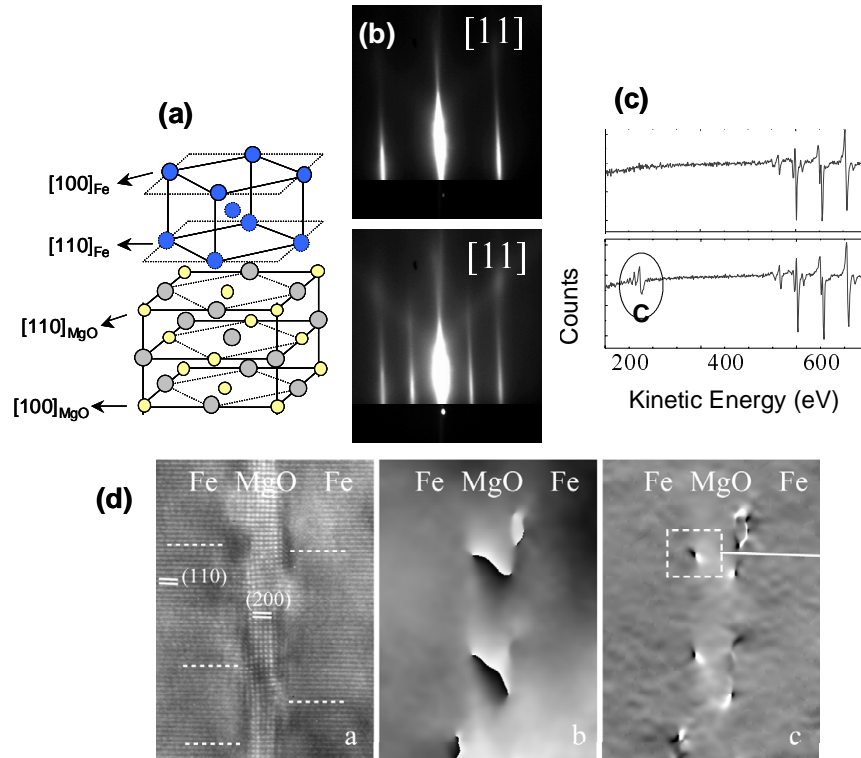 (a)
[100]Fe
[110]Fe
[110]MgO
[100]MgO
(b)
[11]
[11]
(c)
C
Counts
200 400 600
Kinetic Energy (eV)
(d)
Fe MgO Fe
(110)
(200)
a
Fe MgO Fe
b
Fe MgO Fe
c